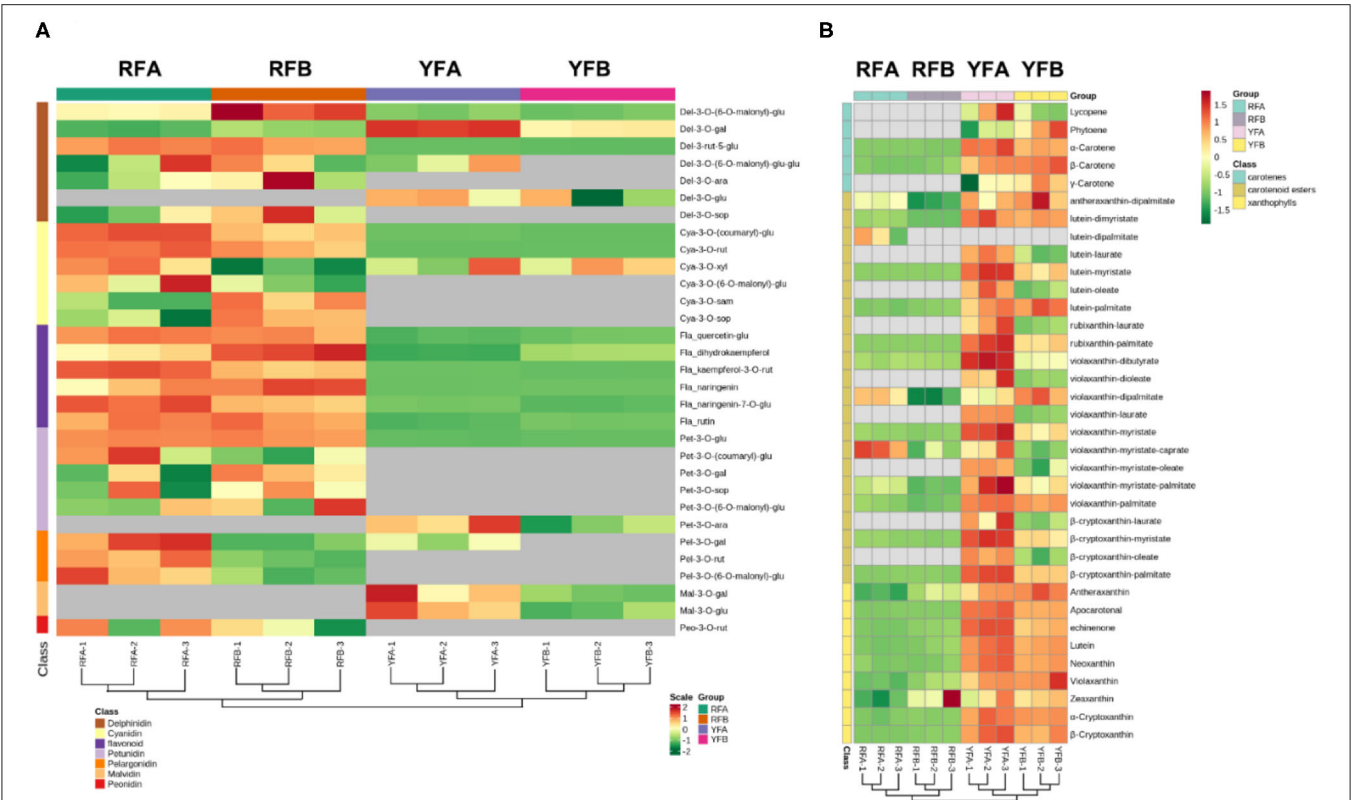 A
RFA RFB YFA YFB
Del-3-O-(6-O-malonyl)-glu
Del-3-O-gal
Del-3-rut-5-glu
Del-3-O-(6-O-malonyl)-glu-glu
Del-3-O-ara
Del-3-O-glu
Del-3-O-sop
Cya-3-O-(coumaryl)-glu
Cya-3-O-rut
Cya-3-O-xyl
Cya-3-O-(6-O-malonyl)-glu
Cya-3-O-sam
Cya-3-O-sop
Fla_quercetin-glu
Fla_dihydrokaempferol
Fla_kaempferol-3-O-rut
Fla_naringenin
Fla_naringenin-7-O-glu
Fla_rutin
Pet-3-O-glu
Pet-3-O-(coumaryl)-glu
Pet-3-O-gal
Pet-3-O-sop
Pet-3-O-(6-O-malonyl)-glu
Pet-3-O-ara
Pel-3-O-gal
Pel-3-O-rut
Pel-3-O-(6-O-malonyl)-glu
Mal-3-O-gal
Mal-3-O-glu
Peo-3-O-rut
Class
RFA-1
RFA-2
RFA-3
RFB-1
RFB-2
RFB-3
YFA-1
YFA-2
YFA-3
YFB-1
YFB-2
YFB-3
Class
Delphinidin
Cyanidin
flavonoid
Petunidin
Pelargonidin
Malvidin
Peonidin
Scale
2
1
0
-1
-2
Group
RFA
RFB
YFA
YFB
B
RFA RFB YFA YFB
Group
Lycopene
Phytoene
α-Carotene
β-Carotene
γ-Carotene
antheraxanthin-dipalmitate
lutein-dimyristate
lutein-dipalmitate
lutein-laurate
lutein-myristate
lutein-oleate
lutein-palmitate
rubixanthin-laurate
rubixanthin-palmitate
violaxanthin-dibutyrate
violaxanthin-dioleate
violaxanthin-dipalmitate
violaxanthin-laurate
violaxanthin-myristate
violaxanthin-myristate-caprate
violaxanthin-myristate-oleate
violaxanthin-myristate-palmitate
violaxanthin-palmitate
β-cryptoxanthin-laurate
β-cryptoxanthin-myristate
β-cryptoxanthin-oleate
β-cryptoxanthin-palmitate
Antheraxanthin
Apocarotenal
echinenone
Lutein
Neoxanthin
Violaxanthin
Zeaxanthin
α-Cryptoxanthin
β-Cryptoxanthin
Class
RFA-1
RFA-2
RFA-3
RFB-1
RFB-2
RFB-3
YFA-1
YFA-2
YFA-3
YFB-1
YFB-2
YFB-3
1.5
1
0.5
0
-0.5
-1
-1.5
Group
RFA
RFB
YFA
YFB
Class
carotenes
carotenoid esters
xanthophylls